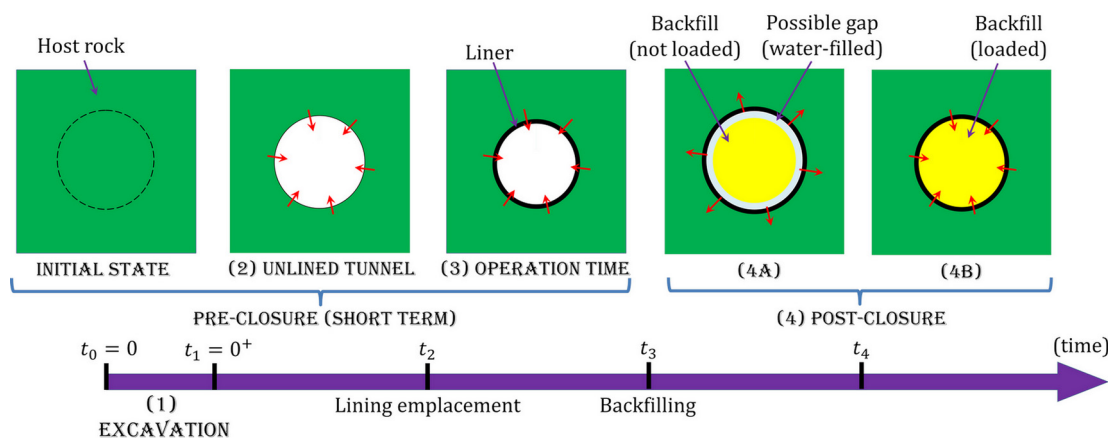 Host rock
Liner
Backfill
(not loaded)
Possible gap
(water-filled)
Backfill
(loaded)
INITIAL STATE
(2) UNLINED TUNNEL
(3) OPERATION TIME
(4A)
(4B)
PRE-CLOSURE (SHORT TERM)
(4) POST-CLOSURE
t₀ = 0
t₁ = 0⁺
t₂
t₃
t₄
(time)
(1)
EXCAVATION
Lining emplacement
Backfilling